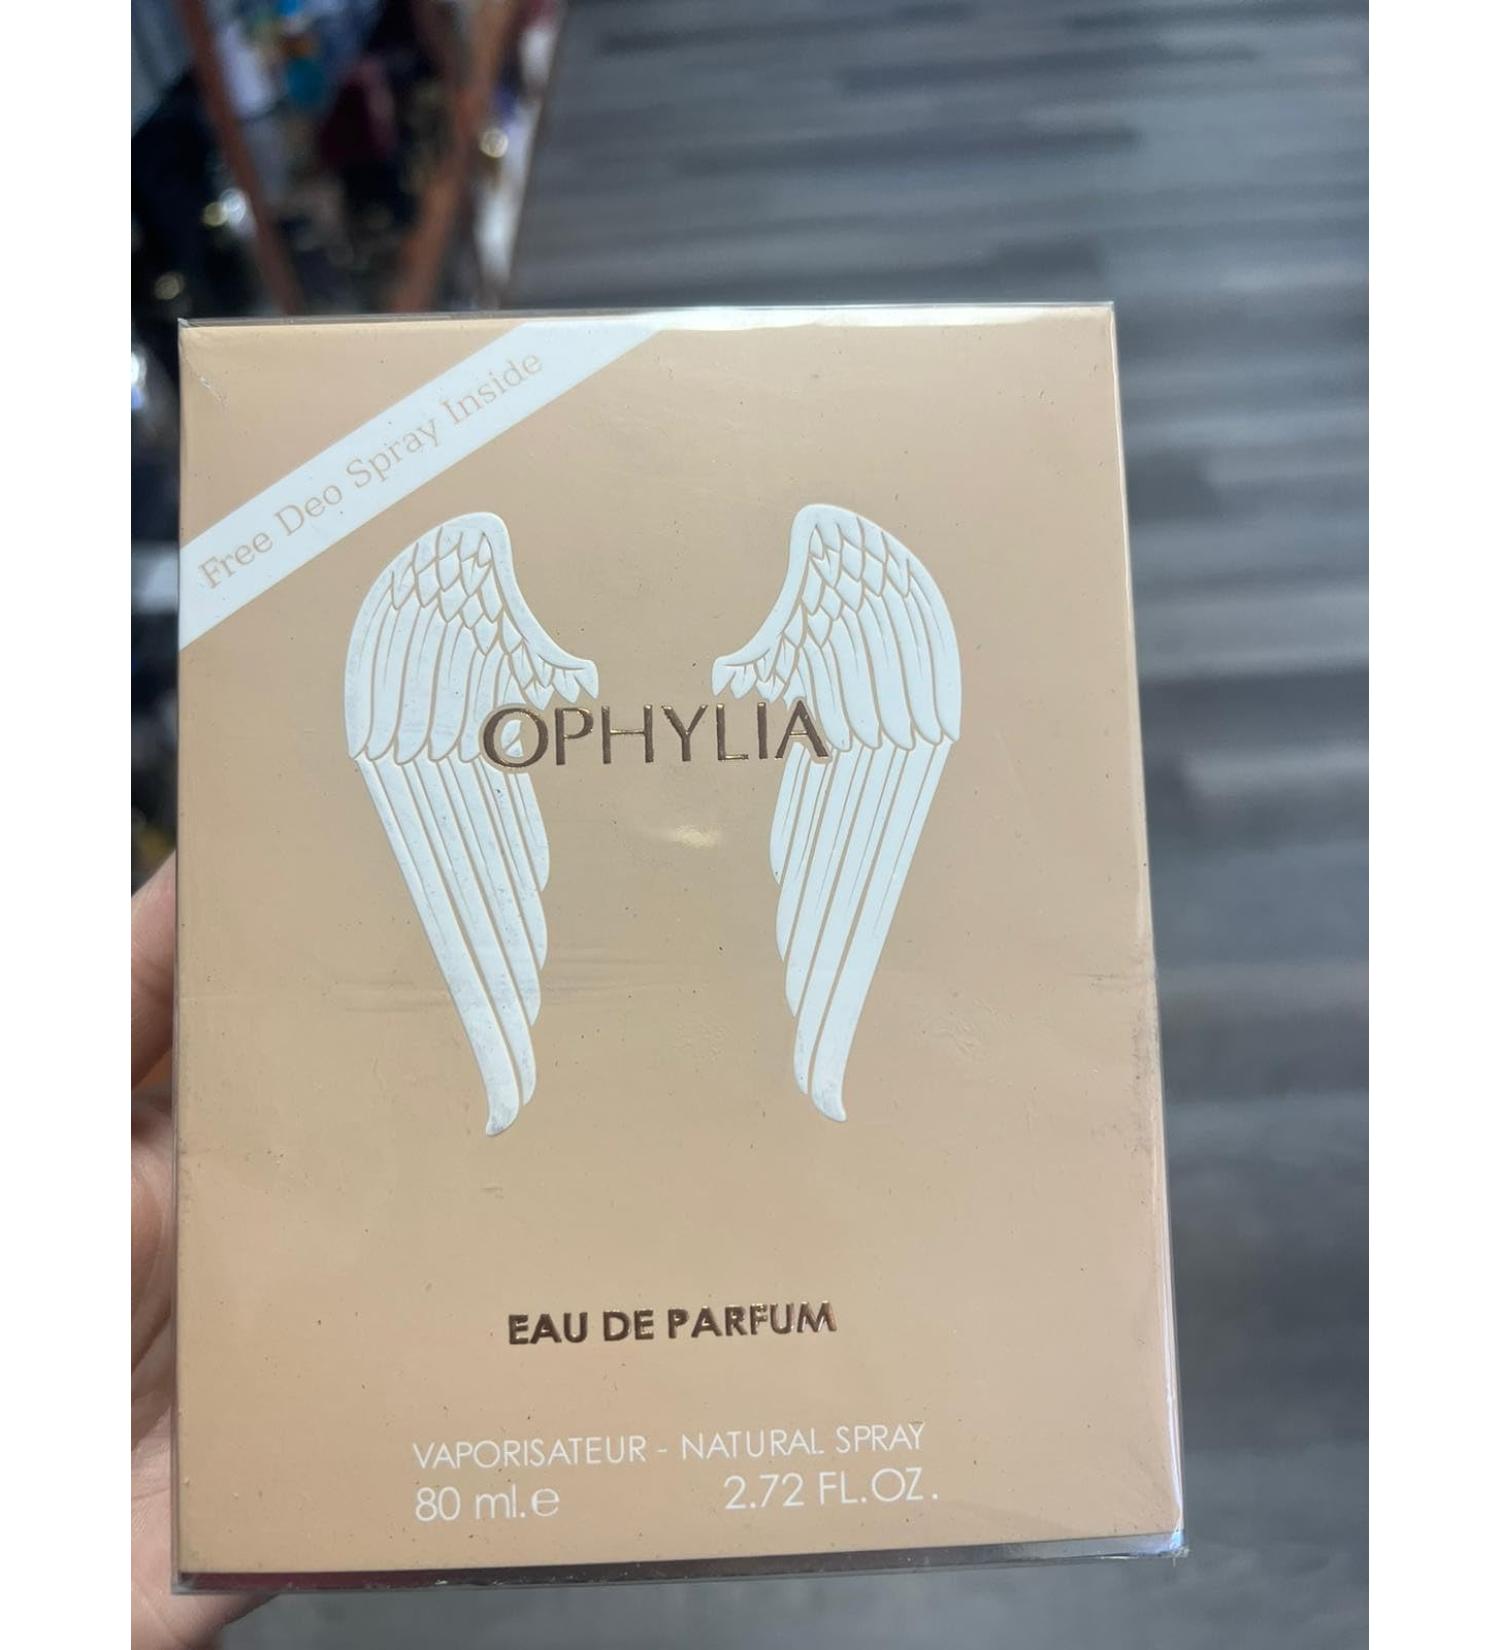 Free Deo Spray Inside
OPHYLIA
EAU DE PARFUM
VAPORISATEUR - NATURAL SPRAY
80 ml.e 2.72 FL.OZ.